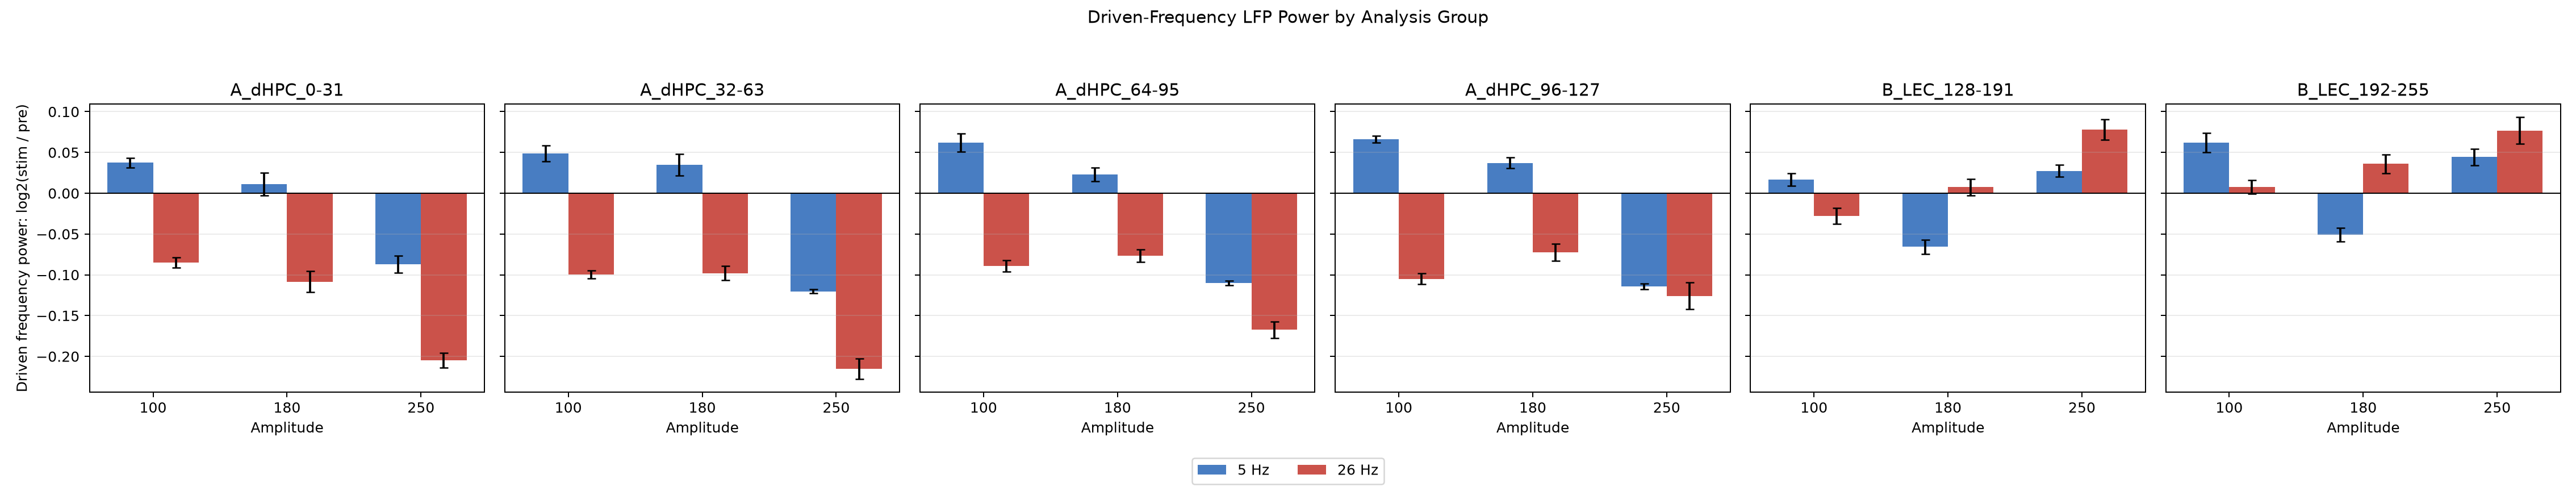 Driven-Frequency LFP Power by Analysis Group
A_dHPC_0-31
A_dHPC_32-63
A_dHPC_64-95
A_dHPC_96-127
B_LEC_128-191
B_LEC_192-255
Driven frequency power: log2(stim / pre)
0.10
0.05
0.00
−0.05
−0.10
−0.15
−0.20
100 180 250
100 180 250
100 180 250
100 180 250
100 180 250
100 180 250
Amplitude
Amplitude
Amplitude
Amplitude
Amplitude
Amplitude
5 Hz
26 Hz